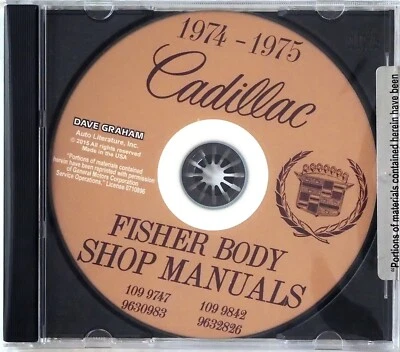 1974 - 1975
Cadillac
DAVE GRAHAM
Auto Literature, Inc.
© 2015 All rights reserved
Made in the USA
"Portions of materials contained
herein have been reprinted with permission
of General Motors Corporation
Service Operations," License 0710896
FISHER BODY
SHOP MANUALS
109 9747
9630983
109 9842
9632826
"Portions of materials contained herein have been